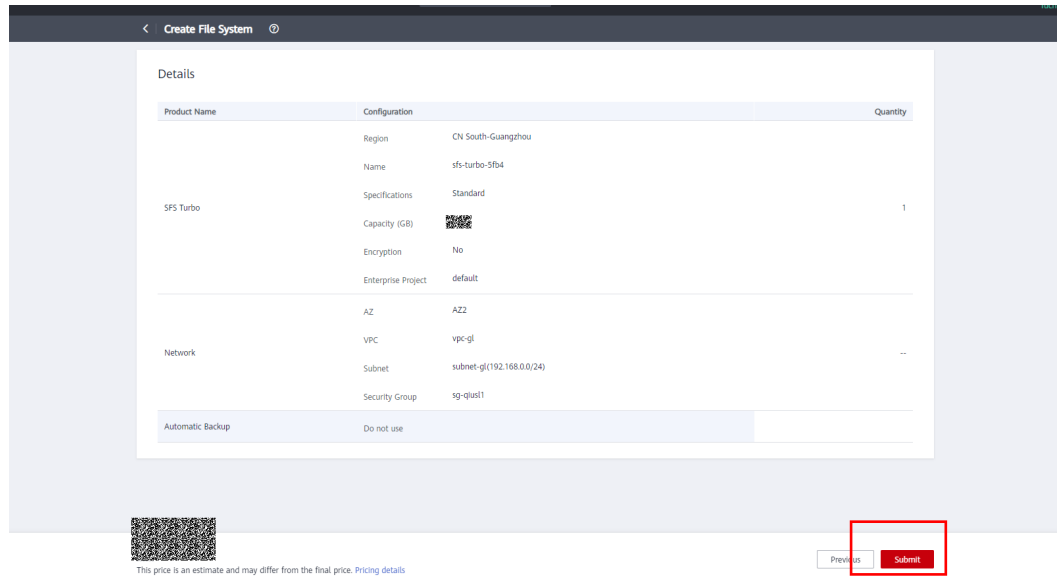 Create File System
Details
Product Name Configuration Quantity
Region CN South-Guangzhou
Name sfs-turbo-5fb4
Specifications Standard
SFS Turbo 1
Capacity (GB)
Encryption No
Enterprise Project default
AZ AZ2
VPC vpc-gl
Network --
Subnet subnet-gl(192.168.0.0/24)
Security Group sg-qiusl1
Automatic Backup Do not use
Previous Submit
This price is an estimate and may differ from the final price. Pricing details